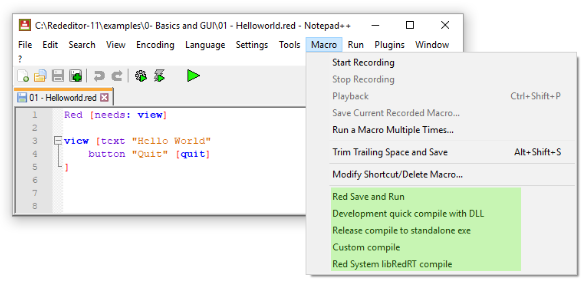 C:\Rededitor-11\examples\0- Basics and GUI\01 - Helloworld.red - Notepad++
File Edit Search View Encoding Language Settings Tools Macro Run Plugins Window
?
01 - Helloworld.red
1 Red [needs: view]
2
3 view [text "Hello World"
4 button "Quit" [quit]
5 ]
6
7
8
Start Recording
Stop Recording
Playback Ctrl+Shift+P
Save Current Recorded Macro...
Run a Macro Multiple Times...
Trim Trailing Space and Save Alt+Shift+S
Modify Shortcut/Delete Macro...
Red Save and Run
Development quick compile with DLL
Release compile to standalone exe
Custom compile
Red System libRedRT compile